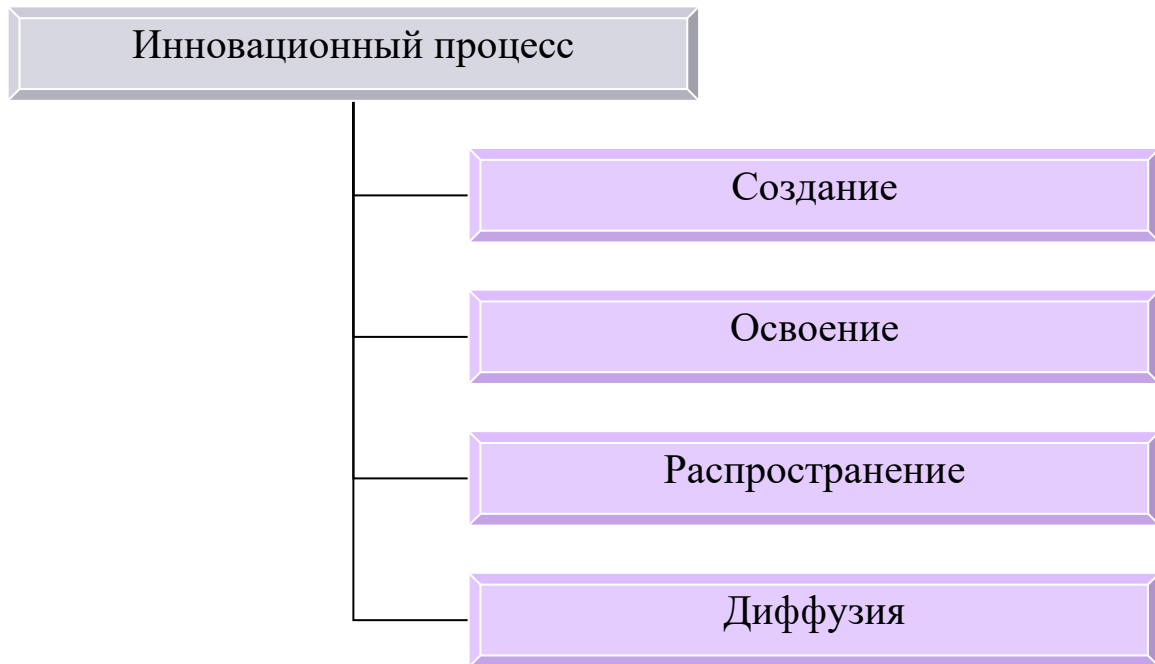 Инновационный процесс
Создание
Освоение
Распространение
Диффузия